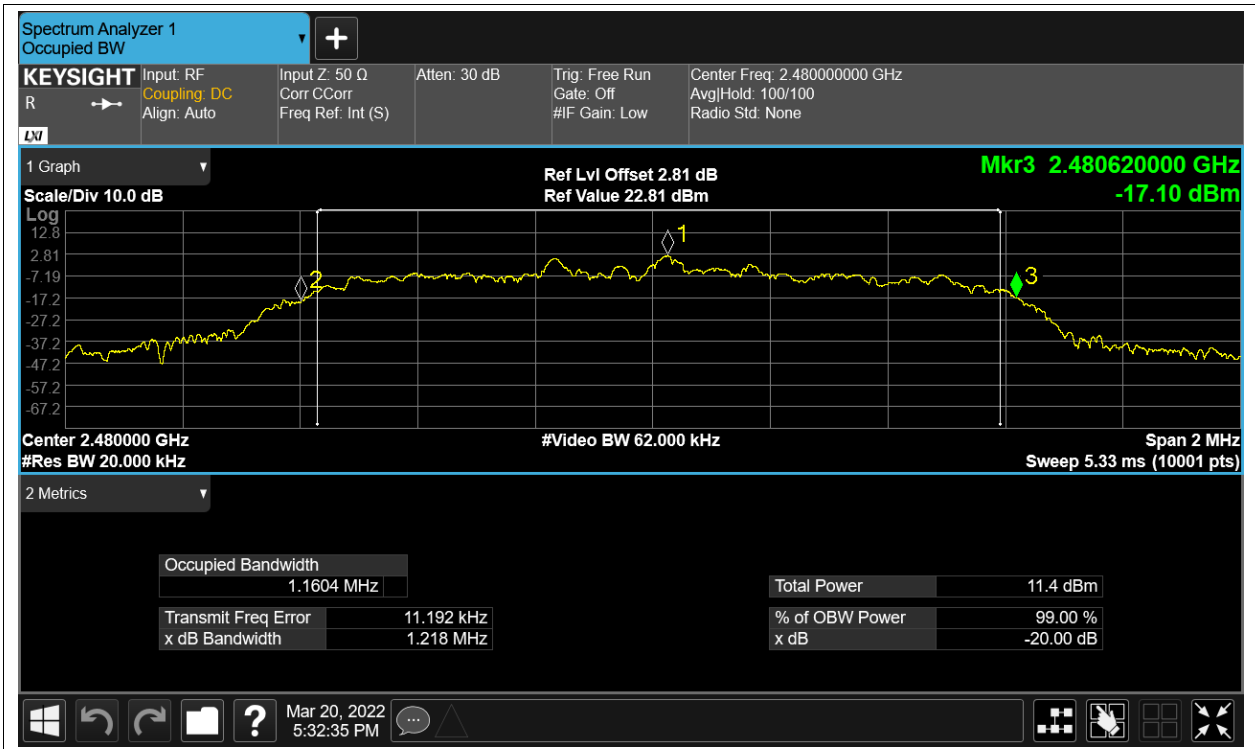 Spectrum Analyzer 1
Occupied BW
KEYSIGHT
R
LXI
Input: RF
Coupling: DC
Align: Auto
Input Z: 50 Ω
Corr CCorr
Freq Ref: Int (S)
Atten: 30 dB
Trig: Free Run
Gate: Off
#IF Gain: Low
Center Freq: 2.480000000 GHz
Avg|Hold: 100/100
Radio Std: None
1 Graph
Scale/Div 10.0 dB
Ref Lvl Offset 2.81 dB
Ref Value 22.81 dBm
Mkr3 2.480620000 GHz
-17.10 dBm
Log
12.8
2.81
-7.19
-17.2
-27.2
-37.2
-47.2
-57.2
-67.2
1
2
3
Center 2.480000 GHz
#Res BW 20.000 kHz
#Video BW 62.000 kHz
Span 2 MHz
Sweep 5.33 ms (10001 pts)
2 Metrics
Occupied Bandwidth
1.1604 MHz
Transmit Freq Error 11.192 kHz
x dB Bandwidth 1.218 MHz
Total Power 11.4 dBm
% of OBW Power 99.00 %
x dB -20.00 dB
?
Mar 20, 2022
5:32:35 PM